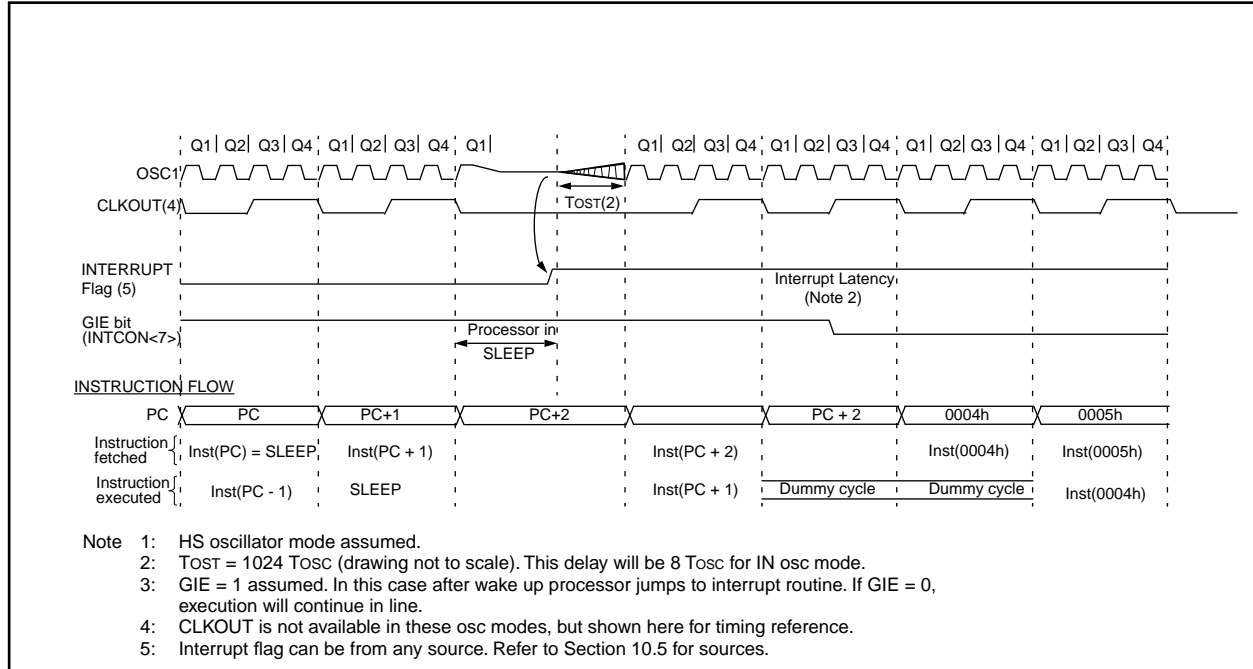 Q1 Q2 Q3 Q4 Q1 Q2 Q3 Q4 Q1 Q1 Q2 Q3 Q4 Q1 Q2 Q3 Q4 Q1 Q2 Q3 Q4 Q1 Q2 Q3 Q4
OSC1
TOST(2)
CLKOUT(4)
INTERRUPT
Flag (5)
Interrupt Latency
(Note 2)
GIE bit
(INTCON<7>)
Processor in
SLEEP
INSTRUCTION FLOW
PC PC PC+1 PC+2 PC + 2 0004h 0005h
Instruction
fetched
Inst(PC) = SLEEP Inst(PC + 1) Inst(PC + 2) Inst(0004h) Inst(0005h)
Instruction
executed
Inst(PC - 1) SLEEP Inst(PC + 1) Dummy cycle Dummy cycle Inst(0004h)
Note 1: HS oscillator mode assumed.
2: TOST = 1024 TOSC (drawing not to scale). This delay will be 8 TOSC for IN osc mode.
3: GIE = 1 assumed. In this case after wake up processor jumps to interrupt routine. If GIE = 0,
execution will continue in line.
4: CLKOUT is not available in these osc modes, but shown here for timing reference.
5: Interrupt flag can be from any source. Refer to Section 10.5 for sources.